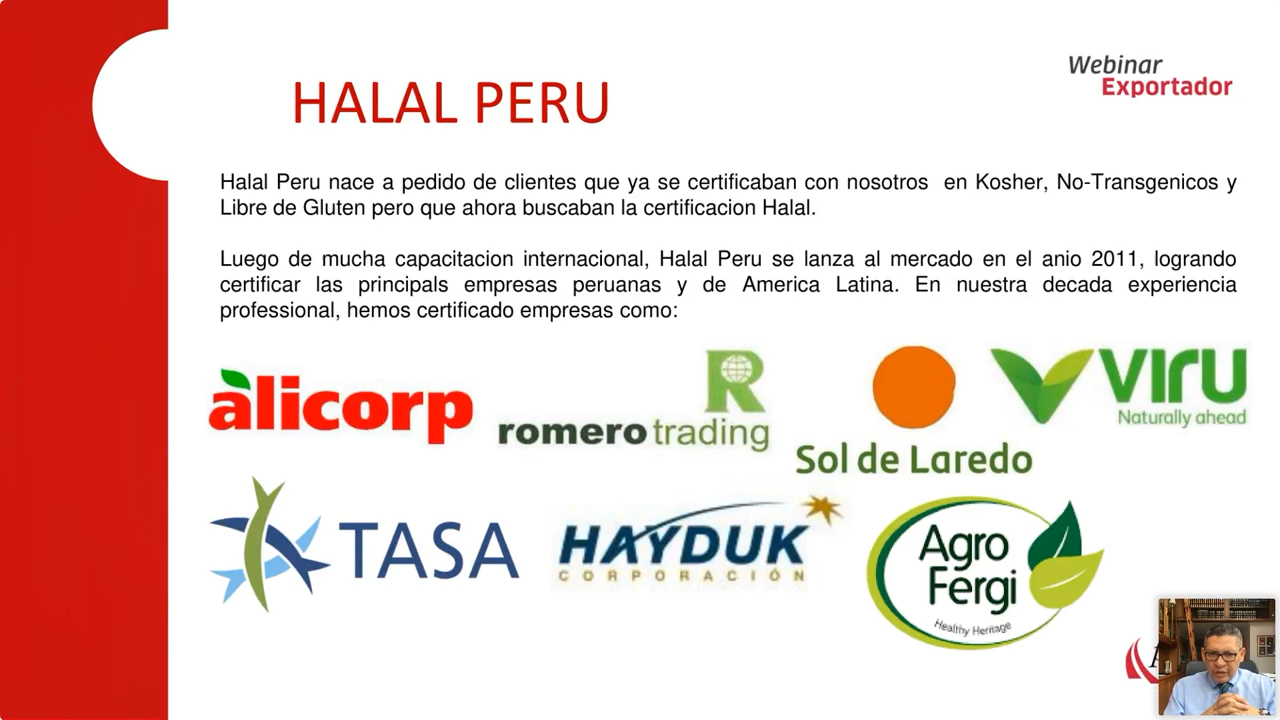 Webinar
Exportador
HALAL PERU
Halal Peru nace a pedido de clientes que ya se certificaban con nosotros en Kosher, No-Transgenicos y
Libre de Gluten pero que ahora buscaban la certificacion Halal.
Luego de mucha capacitacion internacional, Halal Peru se lanza al mercado en el anio 2011, logrando
certificar las principals empresas peruanas y de America Latina. En nuestra decada experiencia
professional, hemos certificado empresas como:
alicorp
R
romero trading
Sol de Laredo
VIRU
Naturally ahead
TASA
HAYDUK
CORPORACIÓN
Agro
Fergi
Healthy Heritage